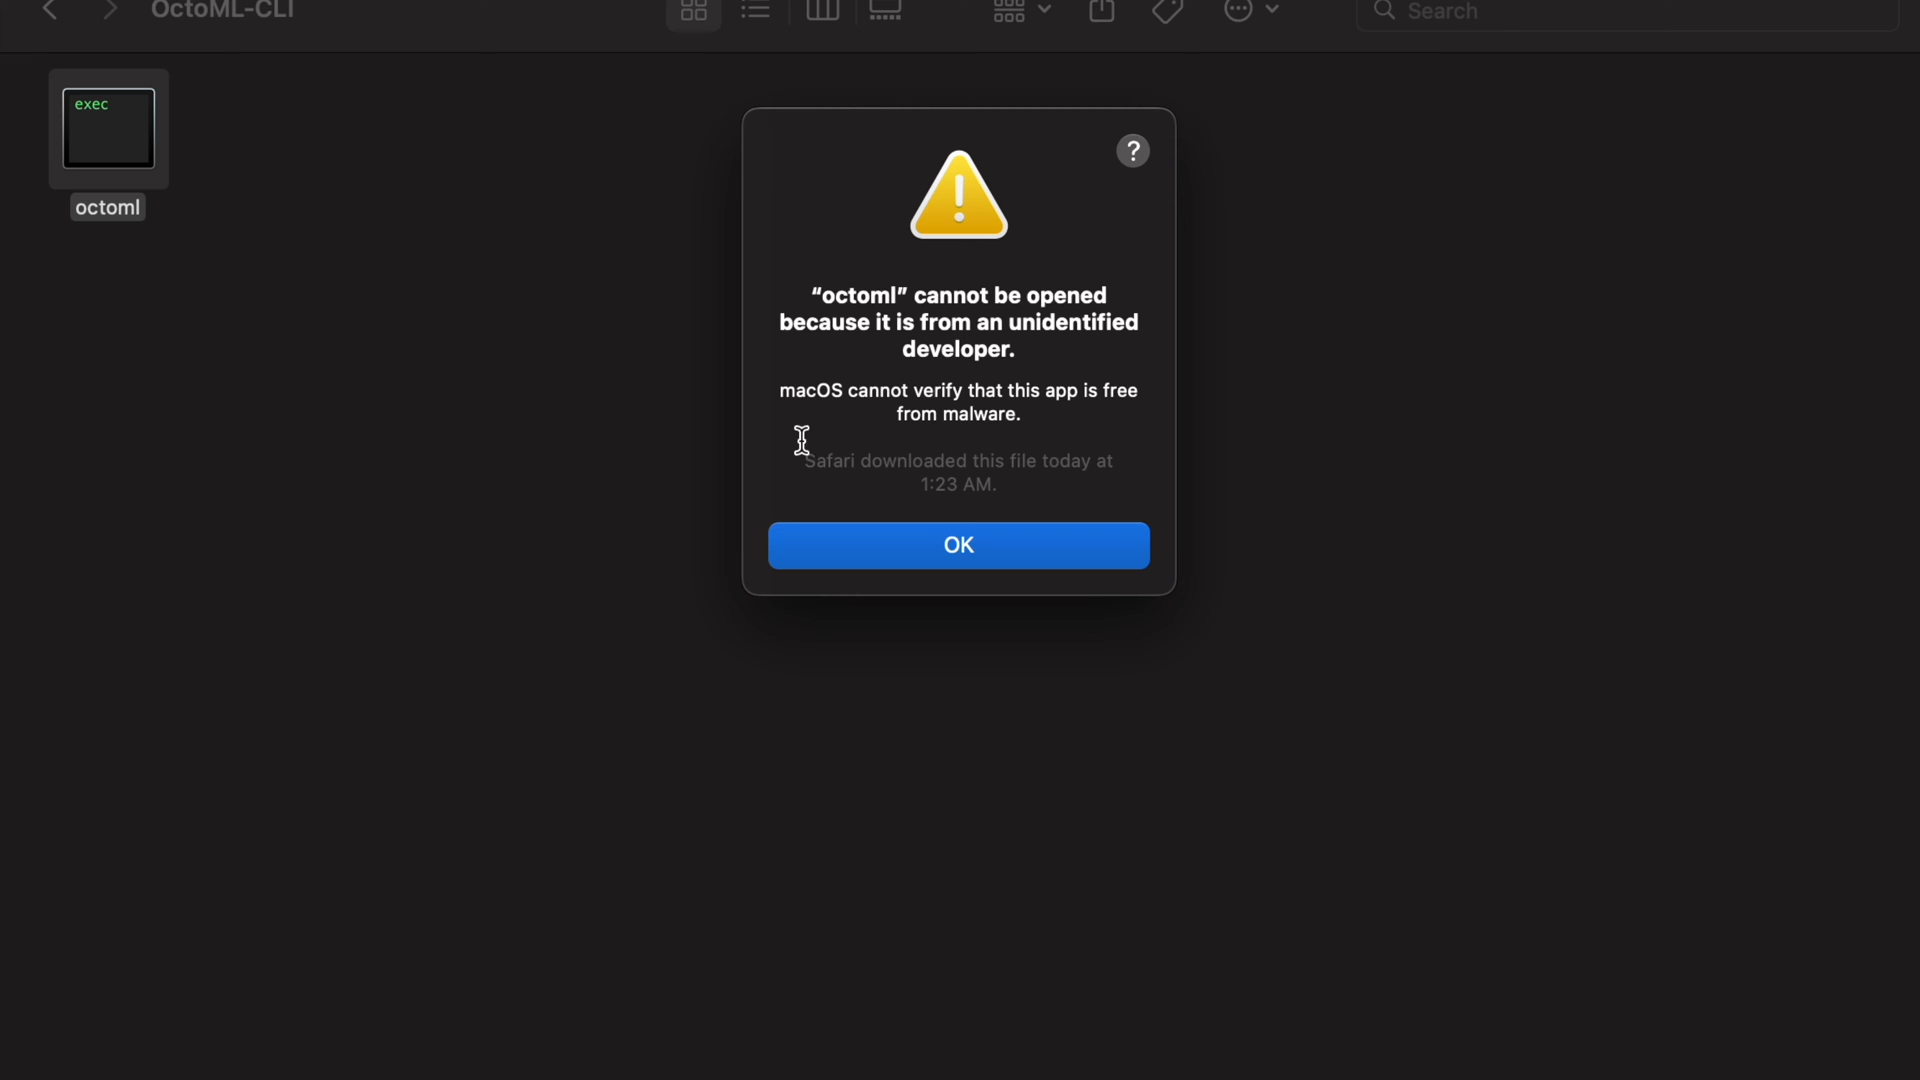 OctoML-CLI
Search
exec
octoml
?
“octoml” cannot be opened
because it is from an unidentified
developer.
macOS cannot verify that this app is free
from malware.
Safari downloaded this file today at
1:23 AM.
OK